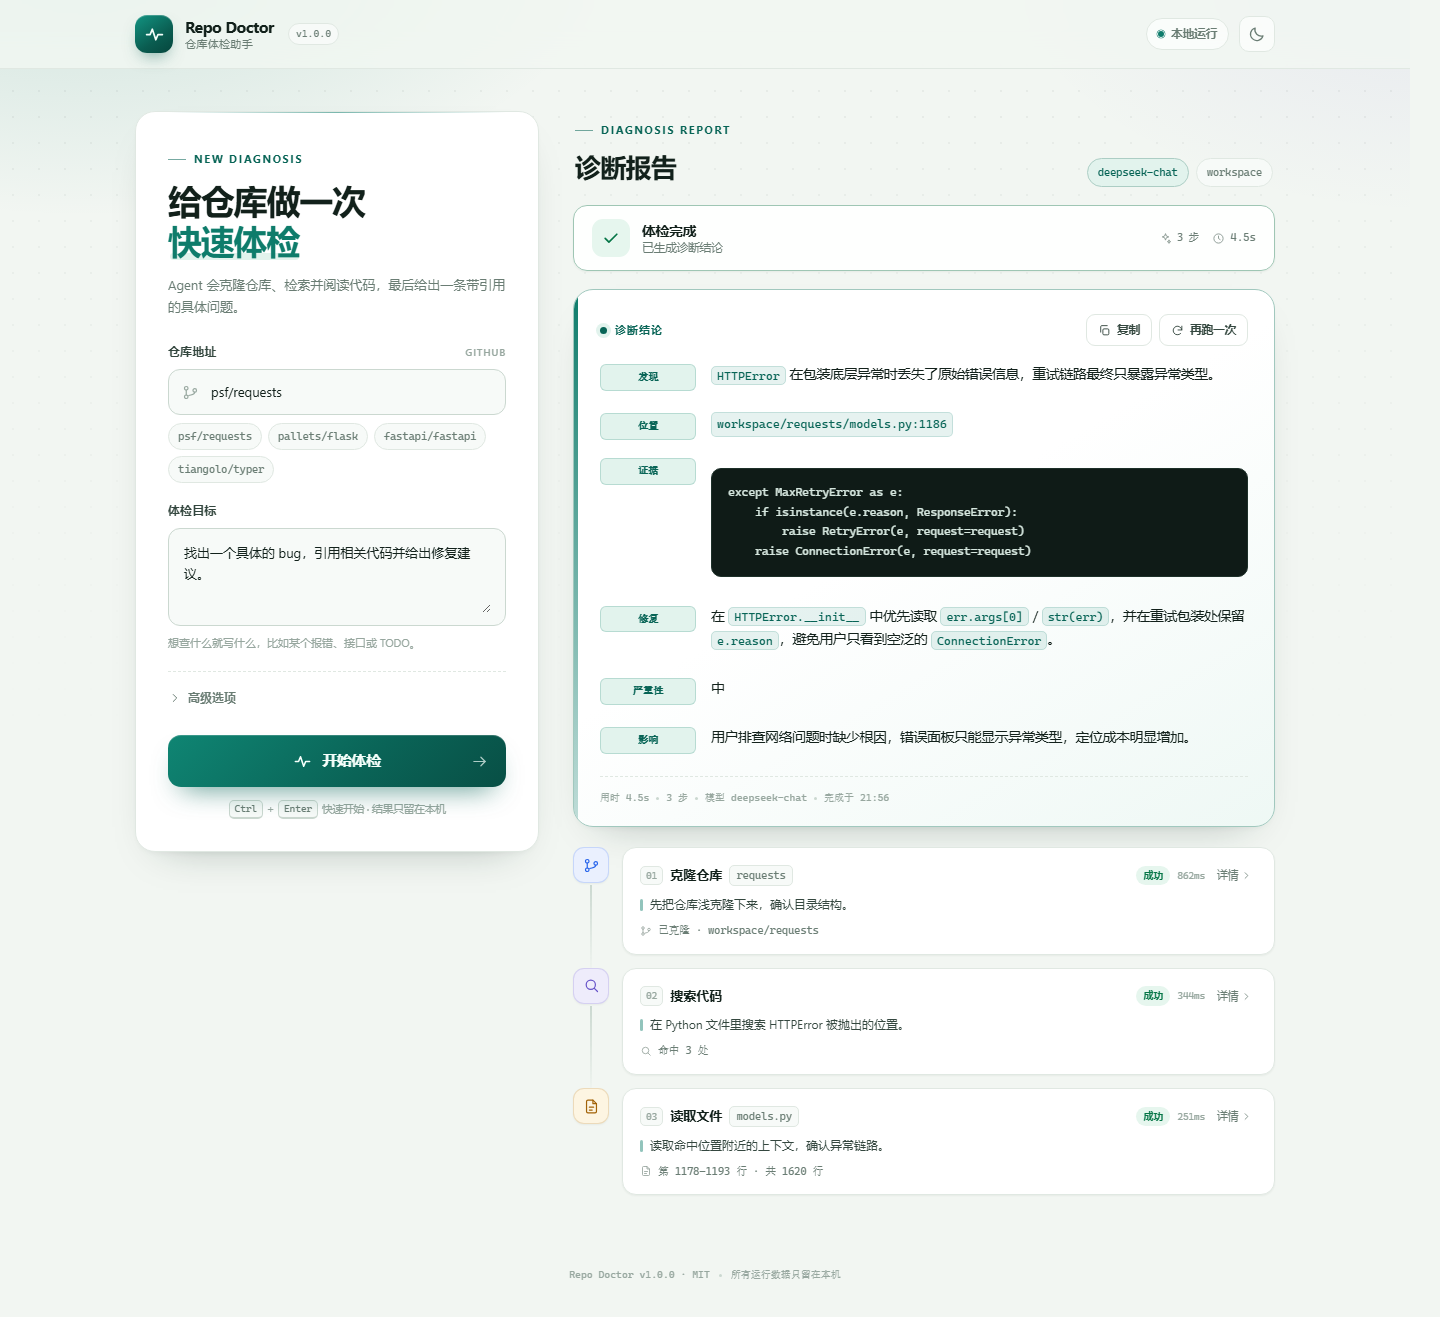 Repo Doctor
仓库体检助手
v1.0.0
本地运行
NEW DIAGNOSIS
给仓库做一次
快速体检
Agent 会克隆仓库、检索并阅读代码，最后给出一条带引用
的具体问题。
仓库地址
GITHUB
psf/requests
psf/requests
pallets/flask
fastapi/fastapi
tiangolo/typer
体检目标
找出一个具体的 bug，引用相关代码并给出修复建
议。
想查什么就写什么，比如某个报错、接口或 TODO。
高级选项
开始体检
Ctrl + Enter 快速开始 · 结果只留在本机
DIAGNOSIS REPORT
诊断报告
deepseek-chat
workspace
体检完成
已生成诊断结论
3 步
4.5s
诊断结论
复制
再跑一次
发现
HTTPError 在包装底层异常时丢失了原始错误信息，重试链路最终只暴露异常类型。
位置
workspace/requests/models.py:1186
证据
except MaxRetryError as e:
    if isinstance(e.reason, ResponseError):
        raise RetryError(e, request=request)
    raise ConnectionError(e, request=request)
修复
在 HTTPError.__init__ 中优先读取 err.args[0] / str(err)，并在重试包装处保留
e.reason，避免用户只看到空泛的 ConnectionError。
严重性
中
影响
用户排查网络问题时缺少根因，错误面板只能显示异常类型，定位成本明显增加。
用时 4.5s • 3 步 • 模型 deepseek-chat • 完成于 21:56
01 克隆仓库 requests
成功 862ms 详情
先把仓库浅克隆下来，确认目录结构。
已克隆 · workspace/requests
02 搜索代码
成功 344ms 详情
在 Python 文件里搜索 HTTPError 被抛出的位置。
命中 3 处
03 读取文件 models.py
成功 251ms 详情
读取命中位置附近的上下文，确认异常链路。
第 1178–1193 行 · 共 1620 行
Repo Doctor v1.0.0 · MIT • 所有运行数据只留在本机